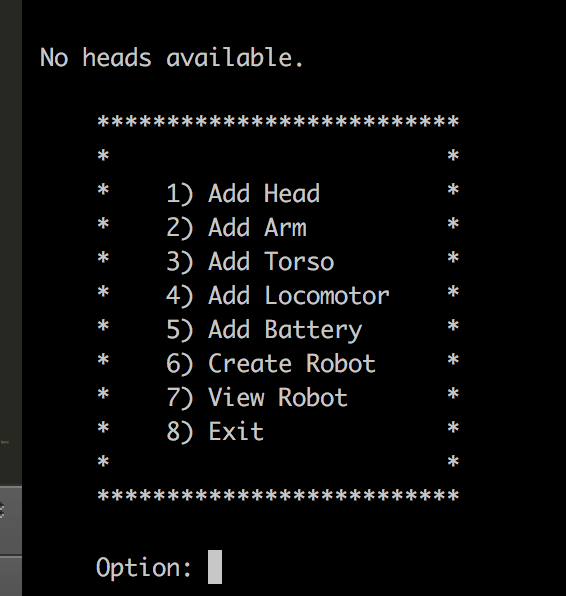 No heads available.
**************************
*                        *
*    1) Add Head         *
*    2) Add Arm          *
*    3) Add Torso        *
*    4) Add Locomotor    *
*    5) Add Battery      *
*    6) Create Robot     *
*    7) View Robot       *
*    8) Exit             *
*                        *
**************************
Option: